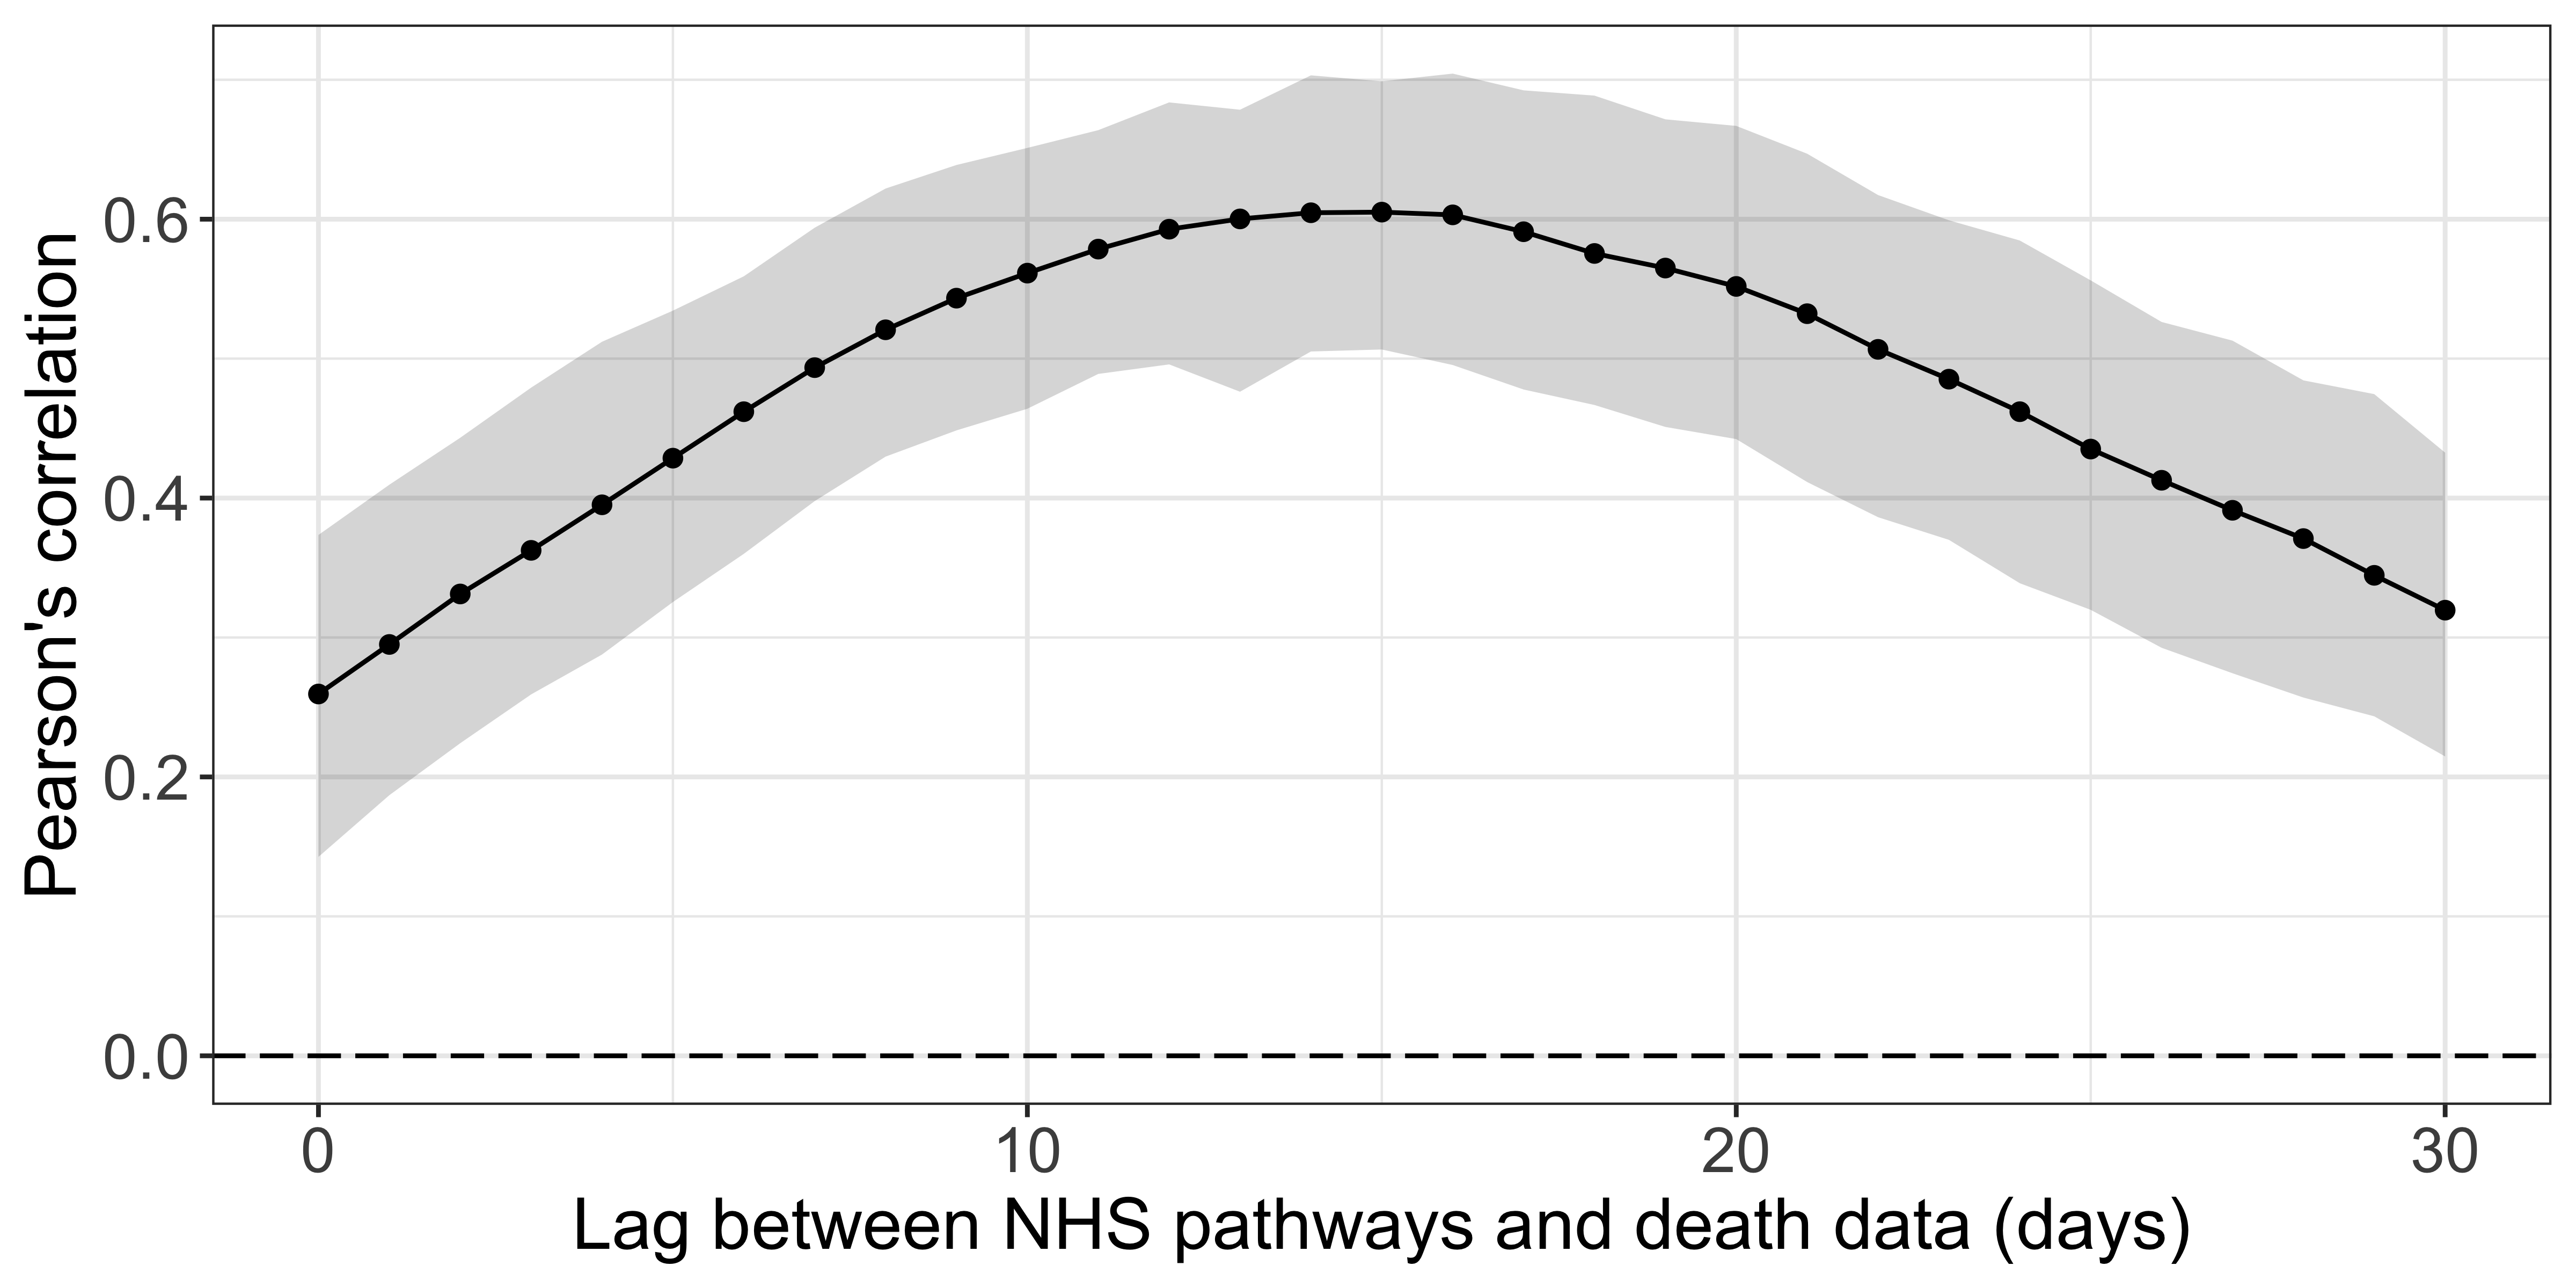 Pearson's correlation
0.6
0.4
0.2
0.0
0 10 20 30
Lag between NHS pathways and death data (days)